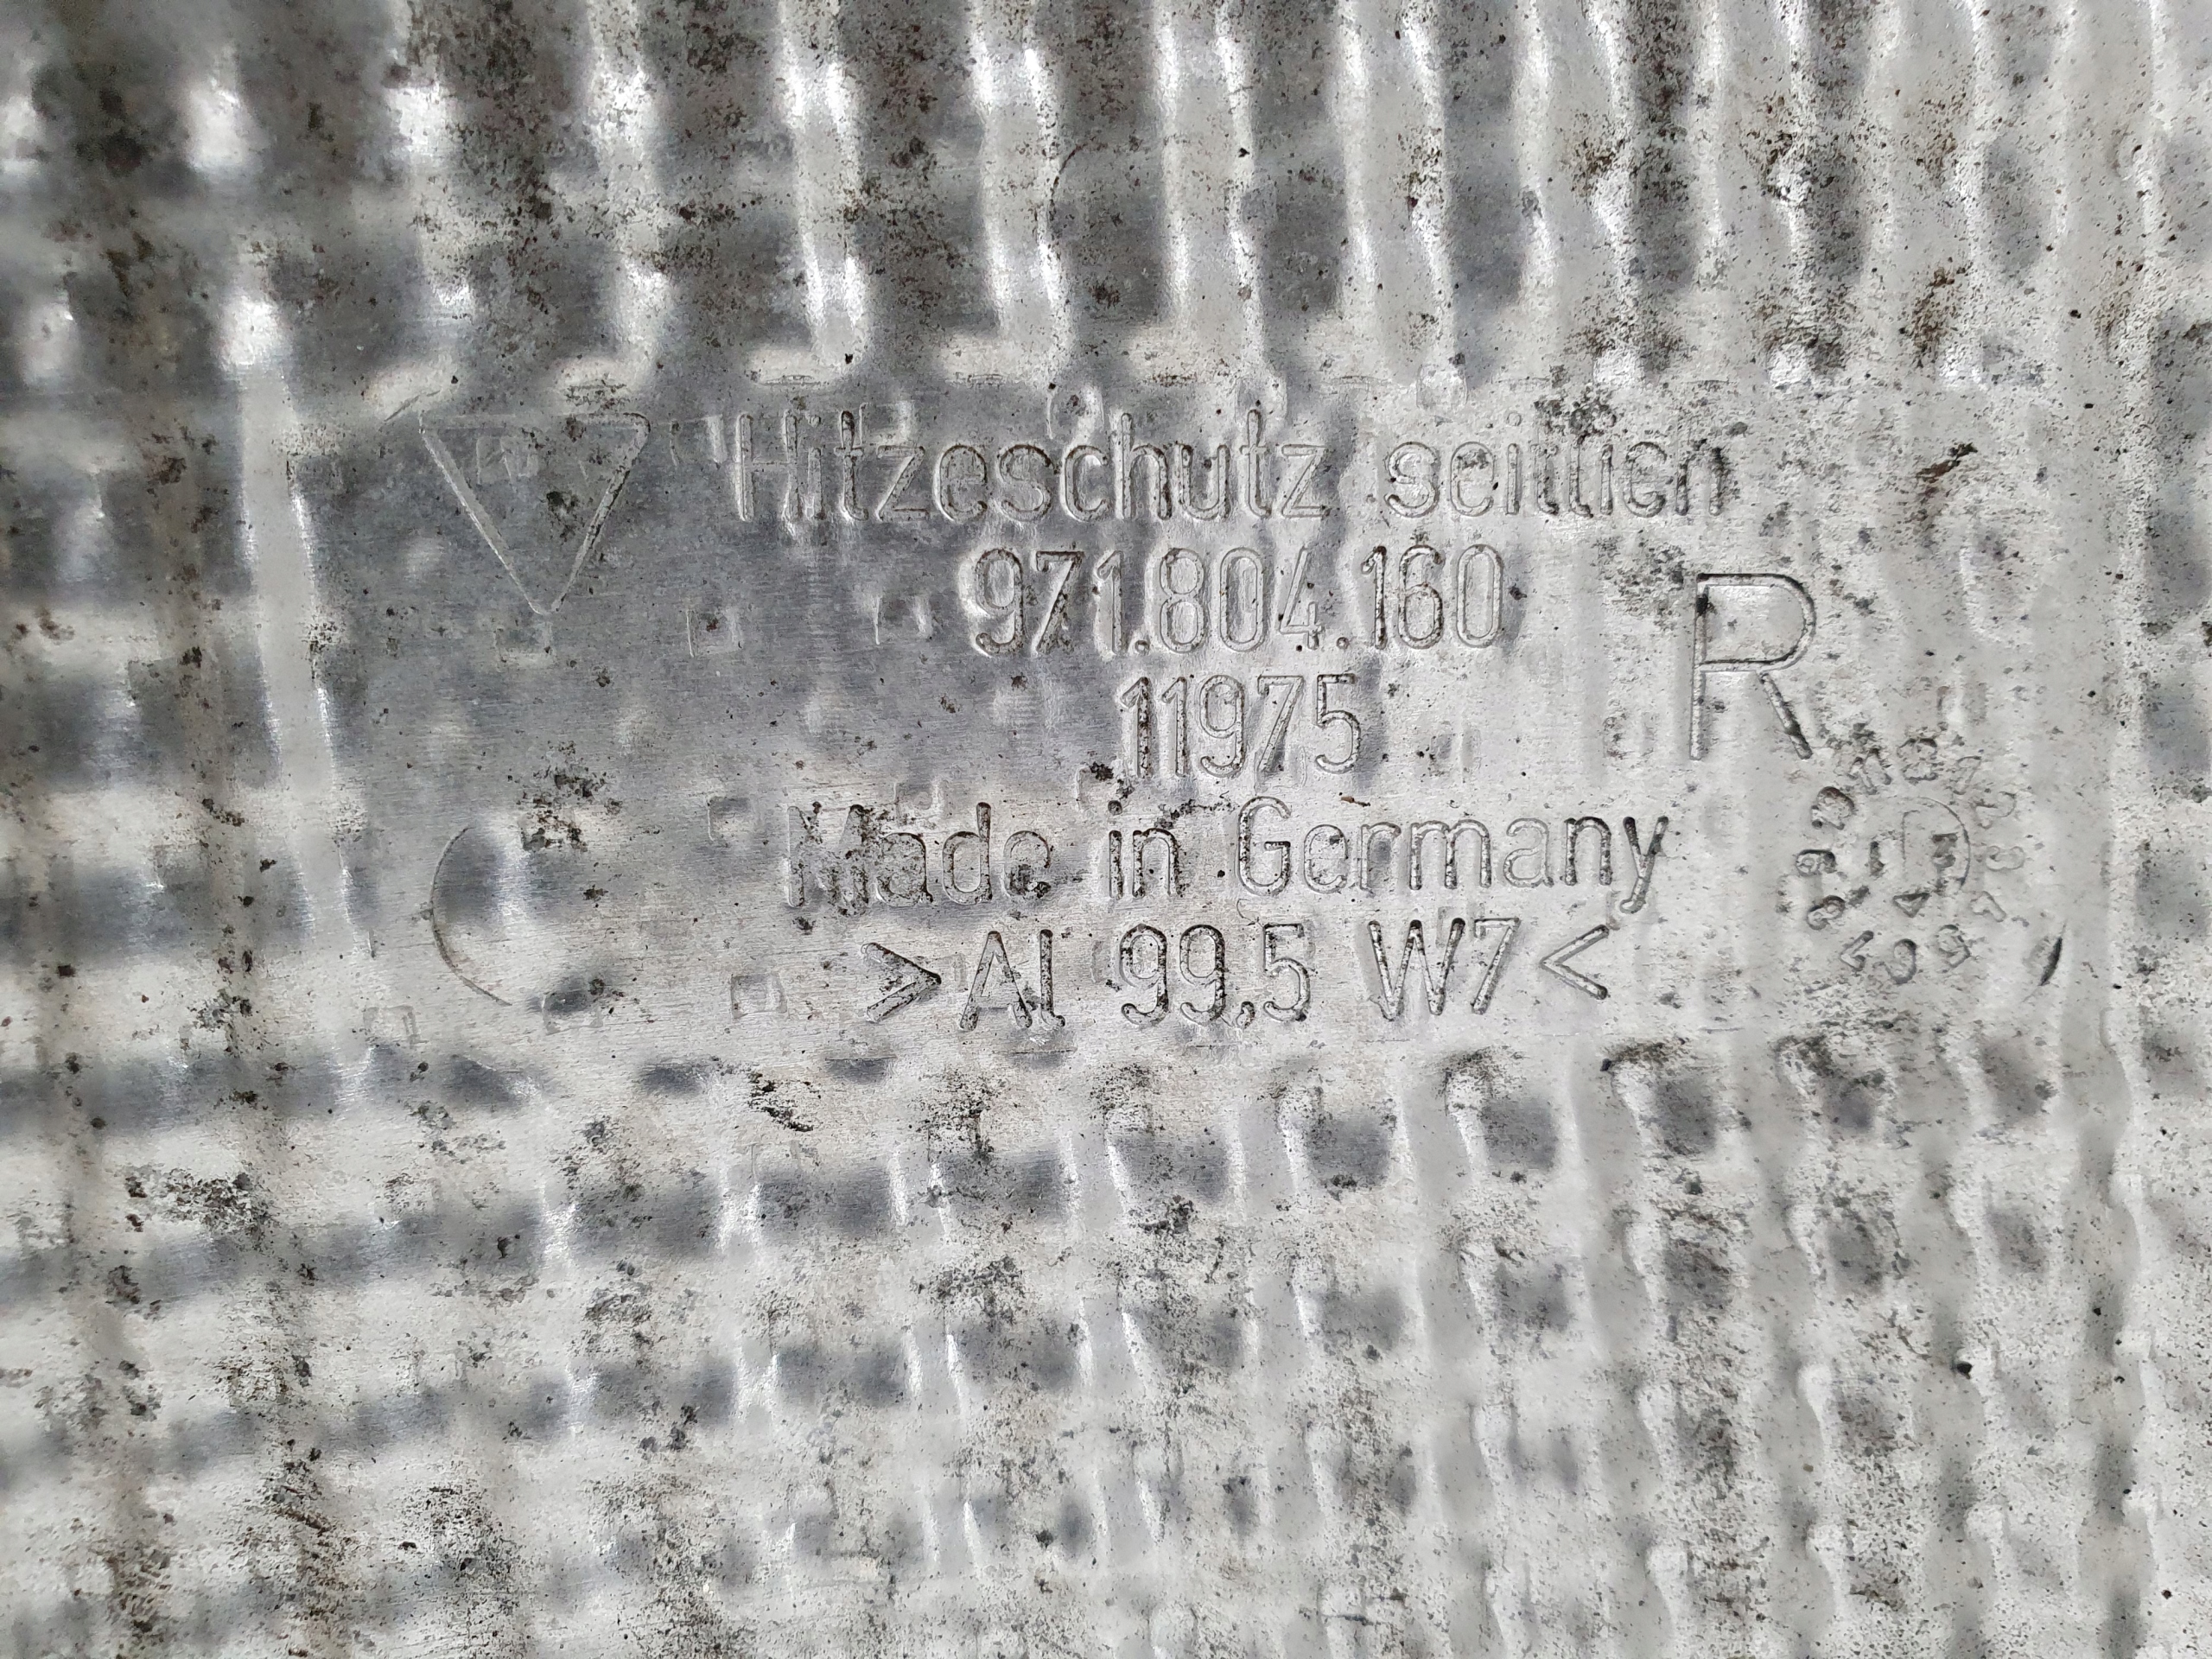 Hitzeschutz seitlich
971.804.160
R
11975
Made in Germany
>Al 99,5 W7<